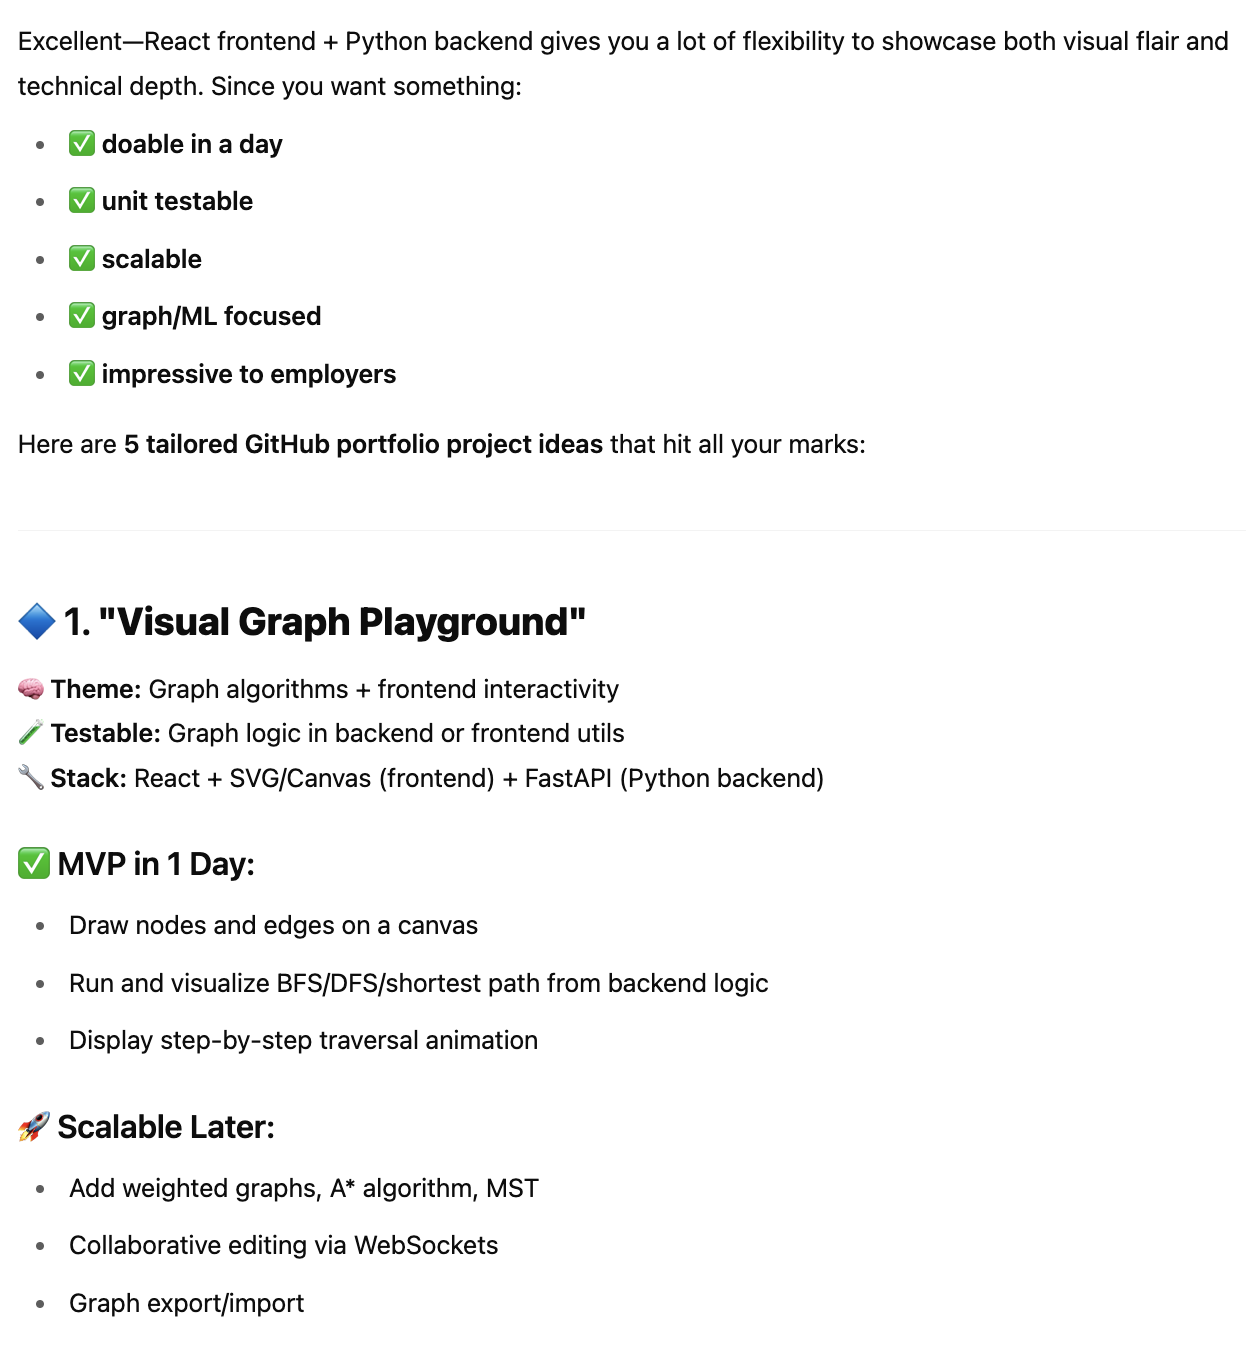 Excellent—React frontend + Python backend gives you a lot of flexibility to showcase both visual flair and
technical depth. Since you want something:
• ✅ doable in a day
• ✅ unit testable
• ✅ scalable
• ✅ graph/ML focused
• ✅ impressive to employers
Here are 5 tailored GitHub portfolio project ideas that hit all your marks:
🔷 1. "Visual Graph Playground"
🧠 Theme: Graph algorithms + frontend interactivity
🧪 Testable: Graph logic in backend or frontend utils
🔧 Stack: React + SVG/Canvas (frontend) + FastAPI (Python backend)
✅ MVP in 1 Day:
• Draw nodes and edges on a canvas
• Run and visualize BFS/DFS/shortest path from backend logic
• Display step-by-step traversal animation
🚀 Scalable Later:
• Add weighted graphs, A* algorithm, MST
• Collaborative editing via WebSockets
• Graph export/import